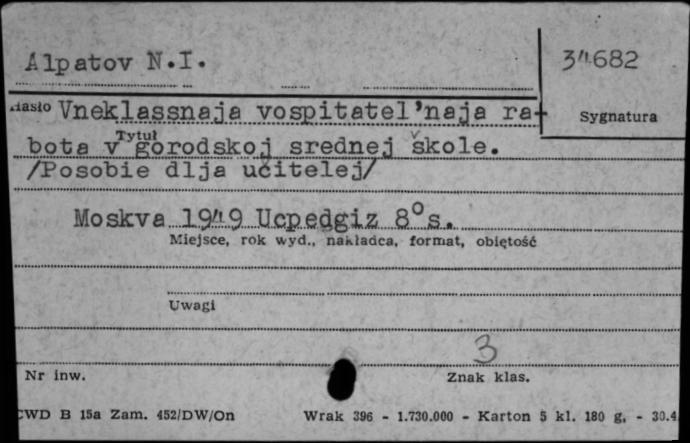 Alpatov N.I.
34682
Hasło Vneklassnaja vospitatel'naja ra-
Sygnatura
Tytuł
bota v gorodskoj srednej škole.
/Posobie dlja učitelej/
Moskva 1949 Ucpedgiz 8°s.
Miejsce, rok wyd., nakładca, format, objętość
Uwagi
3
Nr inw.
Znak klas.
CWD B 15a Zam. 452/DW/On Wrak 396 - 1.730.000 - Karton 5 kl. 180 g. - 30.4